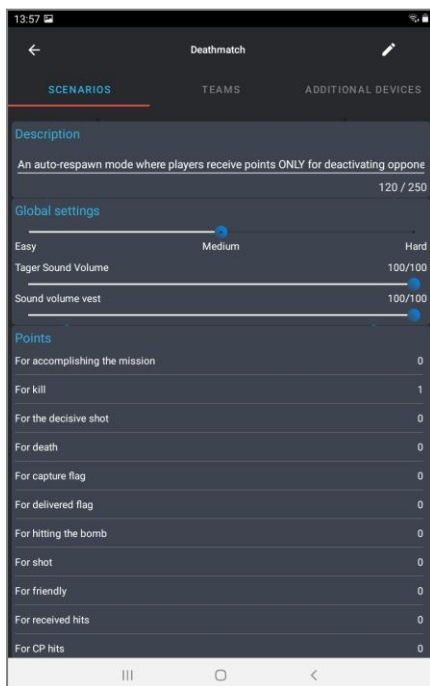 13:57
Deathmatch
SCENARIOS TEAMS ADDITIONAL DEVICES
Description
An auto-respawn mode where players receive points ONLY for deactivating oppone
120 / 250
Global settings
Easy Medium Hard
Tager Sound Volume 100/100
Sound volume vest 100/100
Points
For accomplishing the mission 0
For kill 1
For the decisive shot 0
For death 0
For capture flag 0
For delivered flag 0
For hitting the bomb 0
For shot 0
For friendly 0
For received hits 0
For CP hits 0